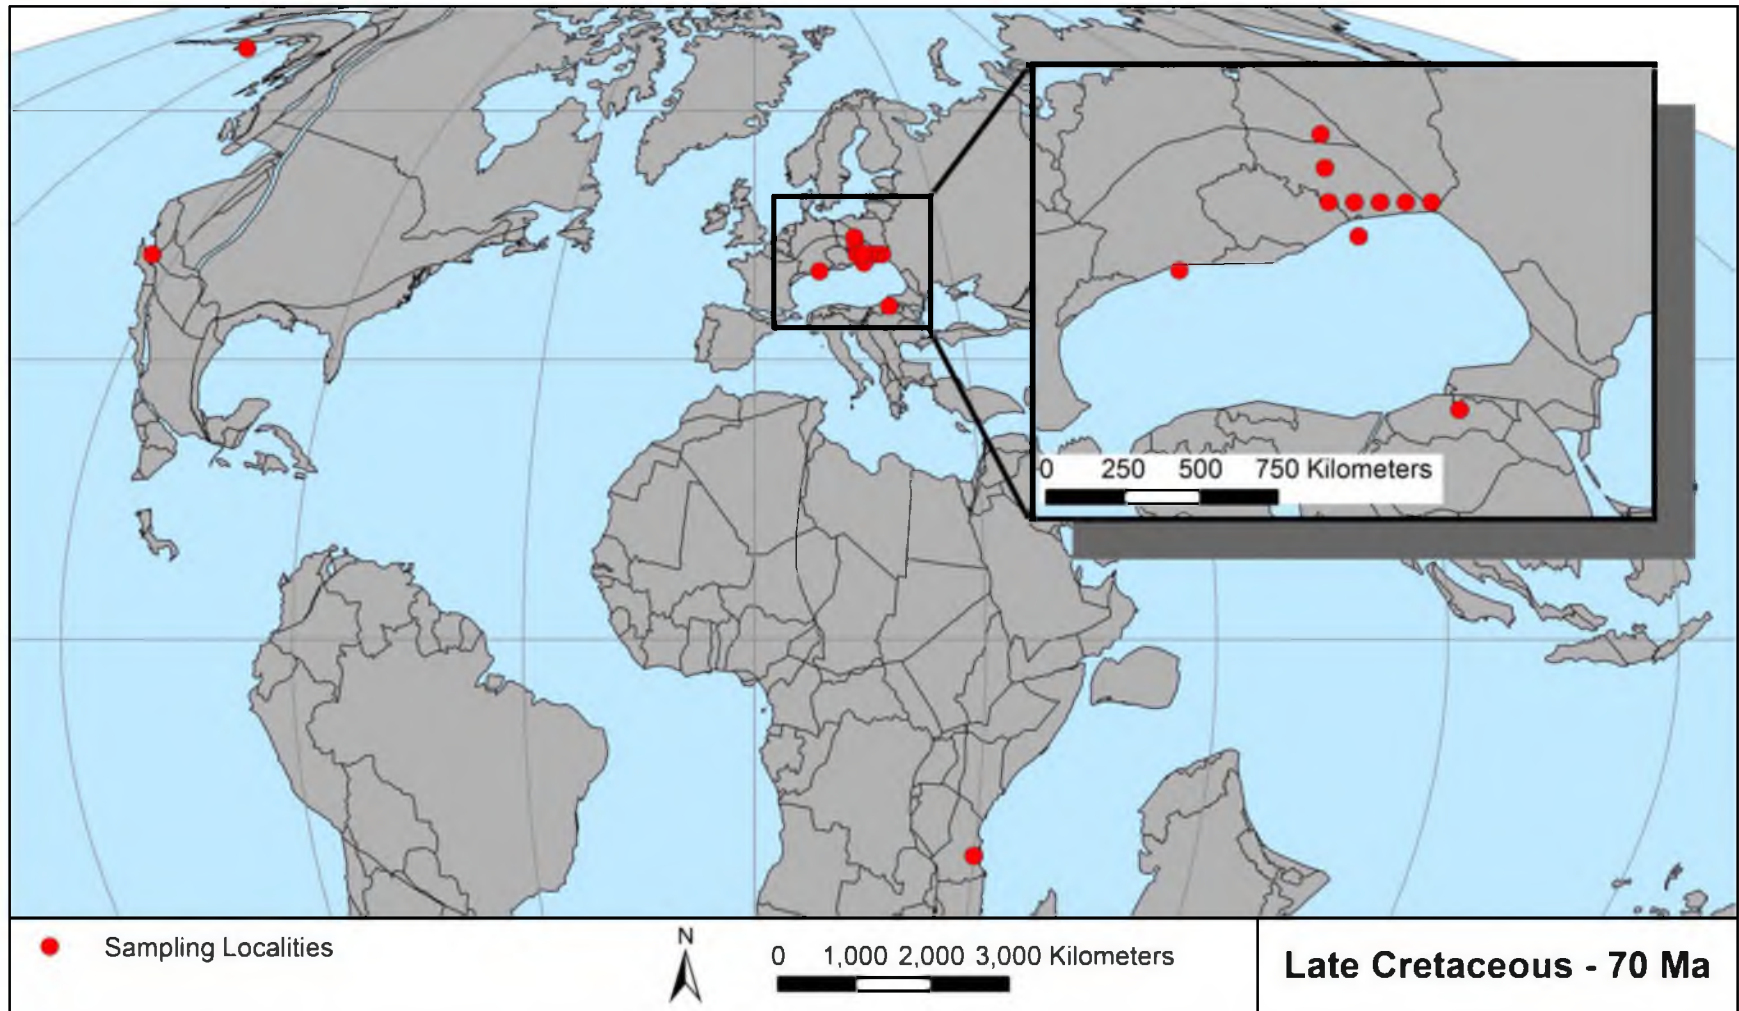 0 250 500 750 Kilometers
Sampling Localities
N
0 1,000 2,000 3,000 Kilometers
Late Cretaceous - 70 Ma